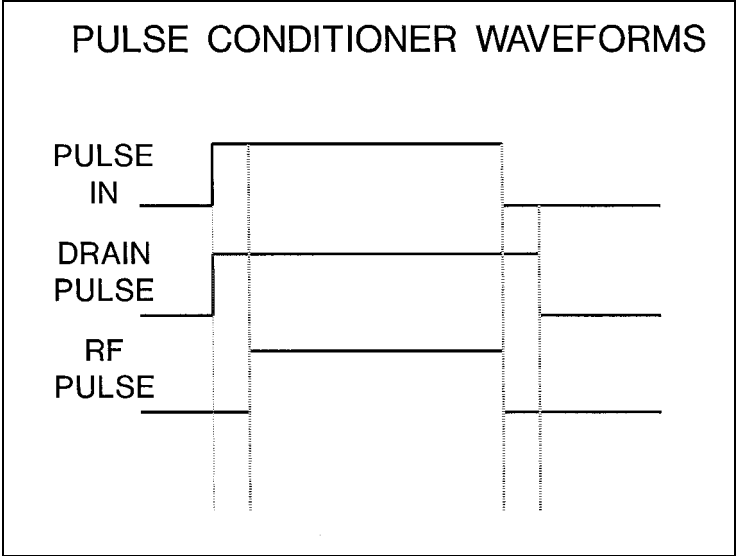 PULSE CONDITIONER WAVEFORMS
PULSE
IN
DRAIN
PULSE
RF
PULSE